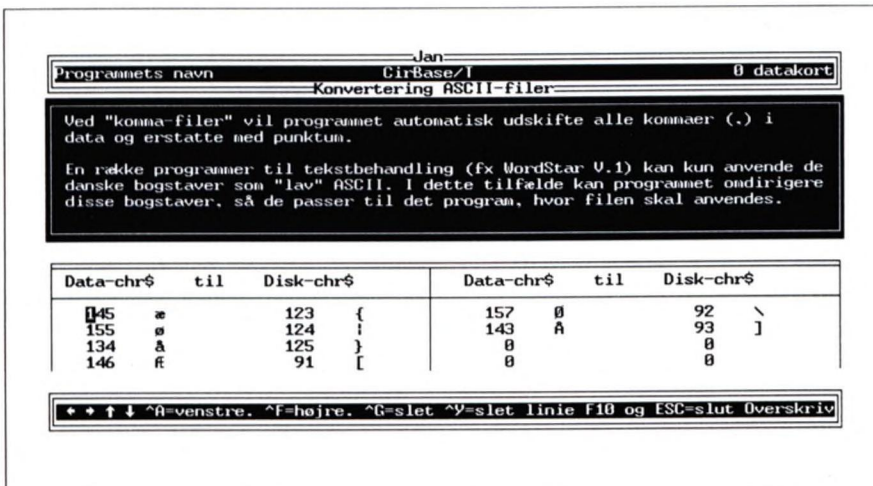 Jan
Programmets navn CirBase/T 0 datakort
Konvertering ASCII-filer
Ved "komma-filer" vil programmet automatisk udskifte alle kommaer (,) i
data og erstatte med punktum.
En række programmer til tekstbehandling (fx WordStar V.1) kan kun anvende de
danske bogstaver som "lav" ASCII. I dette tilfælde kan programmet omdirigere
disse bogstaver, så de passer til det program, hvor filen skal anvendes.
Data-chr$ til Disk-chr$ Data-chr$ til Disk-chr$
145 æ 123 { 157 Ø 92 \
155 ø 124 ¦ 143 Å 93 ]
134 å 125 } 0 0
146 Æ 91 [ 0 0
← → ↑ ↓ ^A=venstre. ^F=højre. ^G=slet ^Y=slet linie F10 og ESC=slut Overskriv